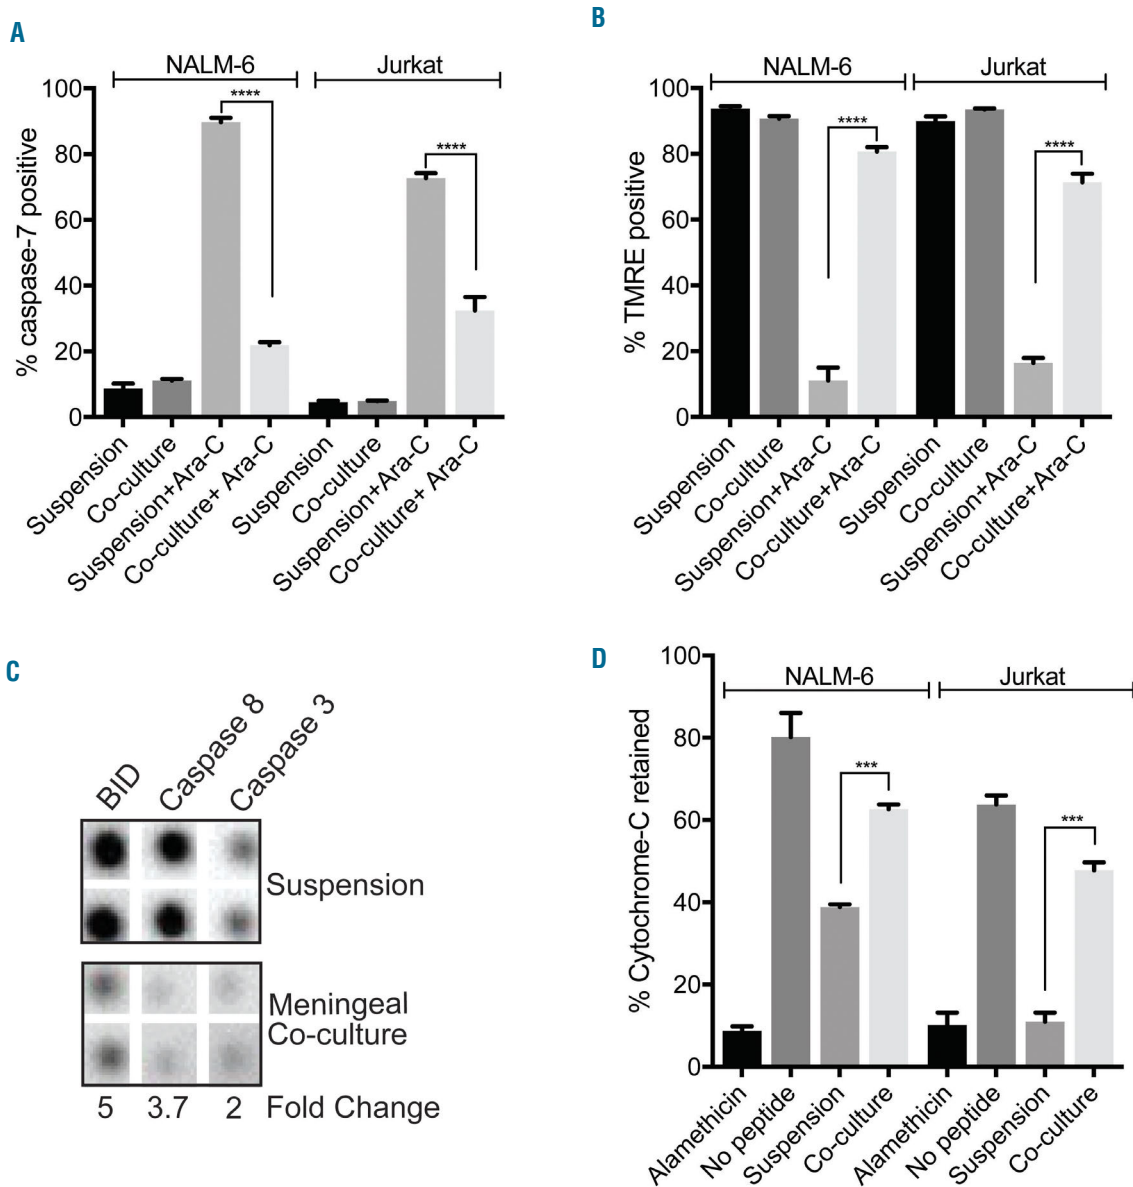 A
NALM-6 Jurkat
% caspase-7 positive
100
80
60
40
20
0
**** ****
Suspension
Co-culture
Suspension+Ara-C
Co-culture+ Ara-C
Suspension
Co-culture
Suspension+Ara-C
Co-culture+ Ara-C
B
NALM-6 Jurkat
% TMRE positive
100
80
60
40
20
0
**** ****
Suspension
Co-culture
Suspension+Ara-C
Co-culture+Ara-C
Suspension
Co-culture
Suspension+Ara-C
Co-culture+Ara-C
C
BID
Caspase 8
Caspase 3
Suspension
Meningeal
Co-culture
5 3.7 2 Fold Change
D
NALM-6 Jurkat
% Cytochrome-C retained
100
80
60
40
20
0
*** ***
Alamethicin
No peptide
Suspension
Co-culture
Alamethicin
No peptide
Suspension
Co-culture